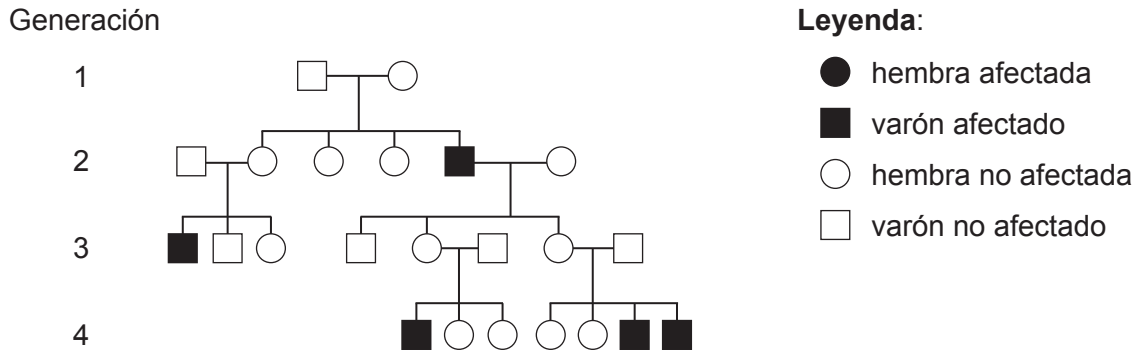 Generación
1
2
3
4
Leyenda:
hembra afectada
varón afectado
hembra no afectada
varón no afectado